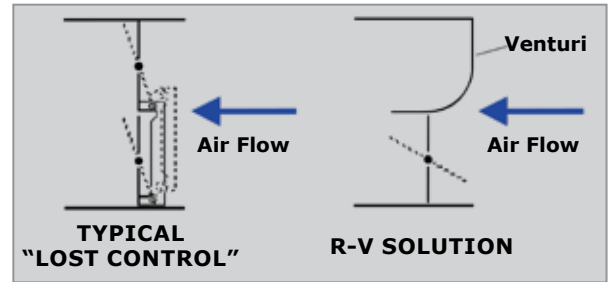 Venturi
Air Flow
Air Flow
TYPICAL
“LOST CONTROL”
R-V SOLUTION